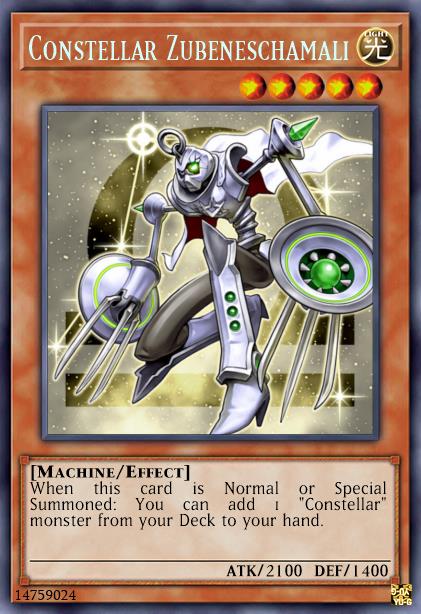 CONSTELLAR ZUBENESCHAMALI
LIGHT
光
[MACHINE/EFFECT]
When this card is Normal or Special
Summoned: You can add 1 "Constellar"
monster from your Deck to your hand.
ATK/2100 DEF/1400
14759024